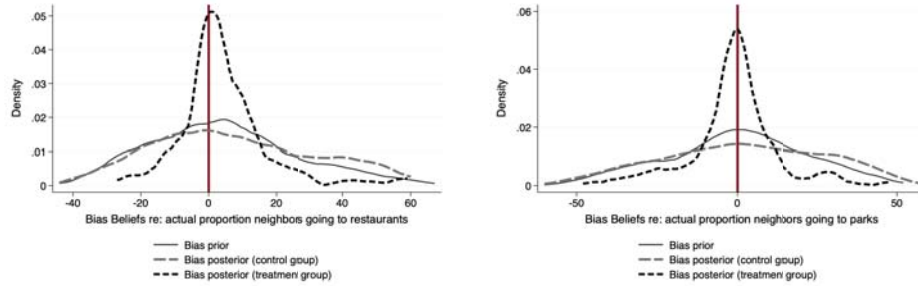 .05
.04
.03
.02
.01
0
Density
-40 -20 0 20 40 60
Bias Beliefs re: actual proportion neighbors going to restaurants
Bias prior
Bias posterior (control group)
Bias posterior (treatmen group)
.06
.04
.02
0
Density
-50 0 50
Bias Beliefs re: actual proportion neighbors going to parks
Bias prior
Bias posterior (control group)
Bias posterior (treatmen group)